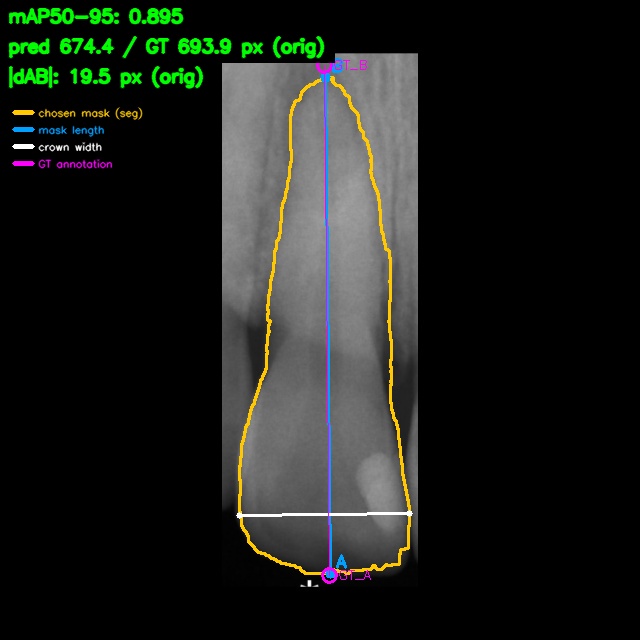 mAP50-95: 0.895
pred 674.4 / GT 693.9 px (orig)
|dAB|: 19.5 px (orig)
chosen mask (seg)
mask length
crown width
GT annotation
GT_B
A
GT_A